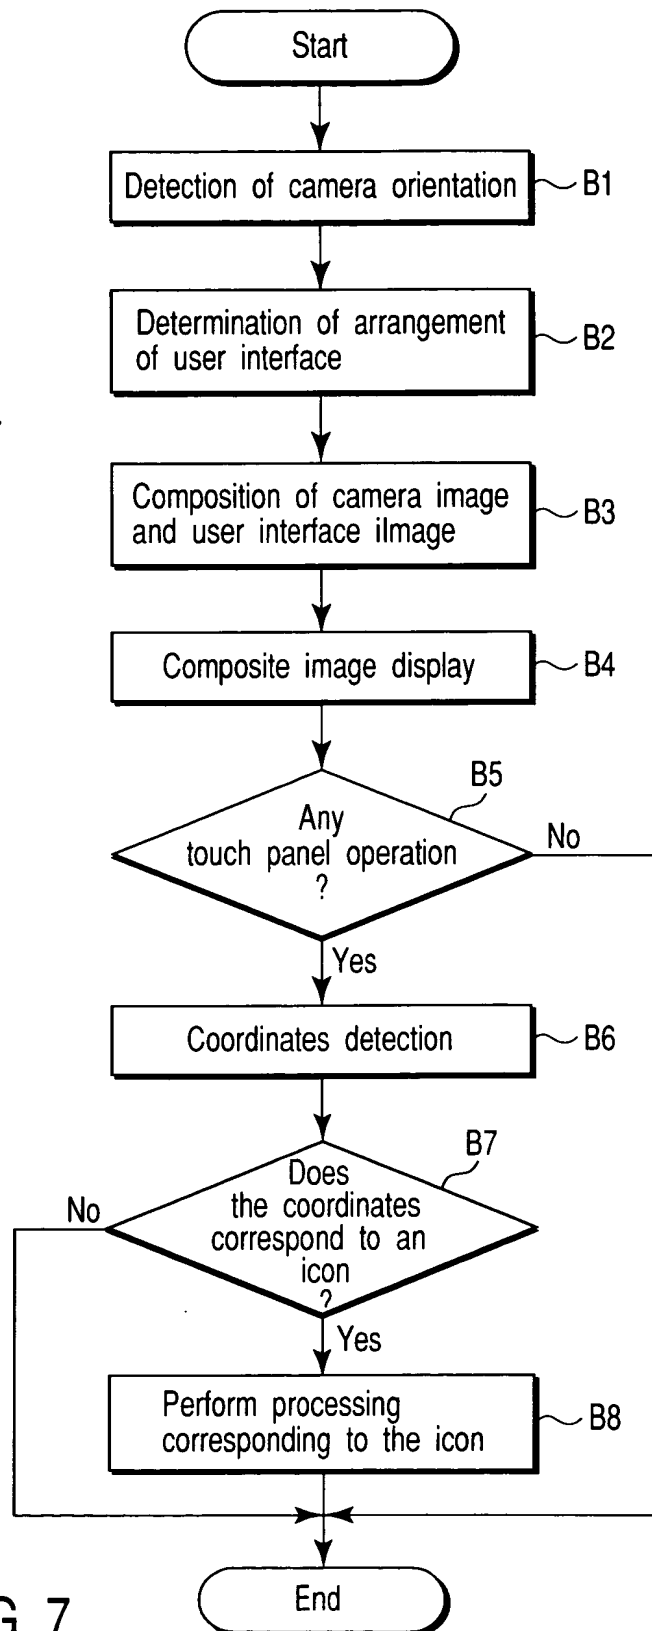 Start
Detection of camera orientation
B1
Determination of arrangement
of user interface
B2
Composition of camera image
and user interface iImage
B3
Composite image display
B4
B5
Any
touch panel operation
?
No
Yes
Coordinates detection
B6
B7
Does
the coordinates
correspond to an
icon
?
No
Yes
Perform processing
corresponding to the icon
B8
End
G 7